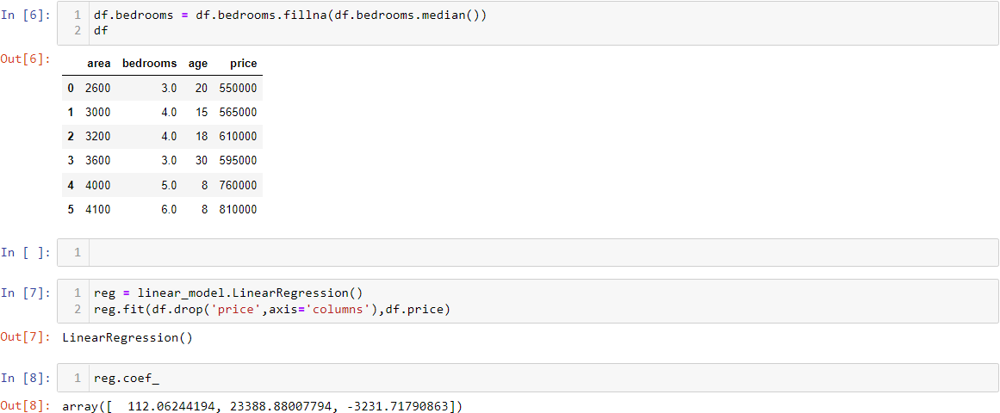 In [6]: 1 df.bedrooms = df.bedrooms.fillna(df.bedrooms.median())
2 df
Out[6]: area bedrooms age price
0 2600 3.0 20 550000
1 3000 4.0 15 565000
2 3200 4.0 18 610000
3 3600 3.0 30 595000
4 4000 5.0 8 760000
5 4100 6.0 8 810000
In [ ]: 1
In [7]: 1 reg = linear_model.LinearRegression()
2 reg.fit(df.drop('price',axis='columns'),df.price)
Out[7]: LinearRegression()
In [8]: 1 reg.coef_
Out[8]: array([  112.06244194, 23388.88007794, -3231.71790863])